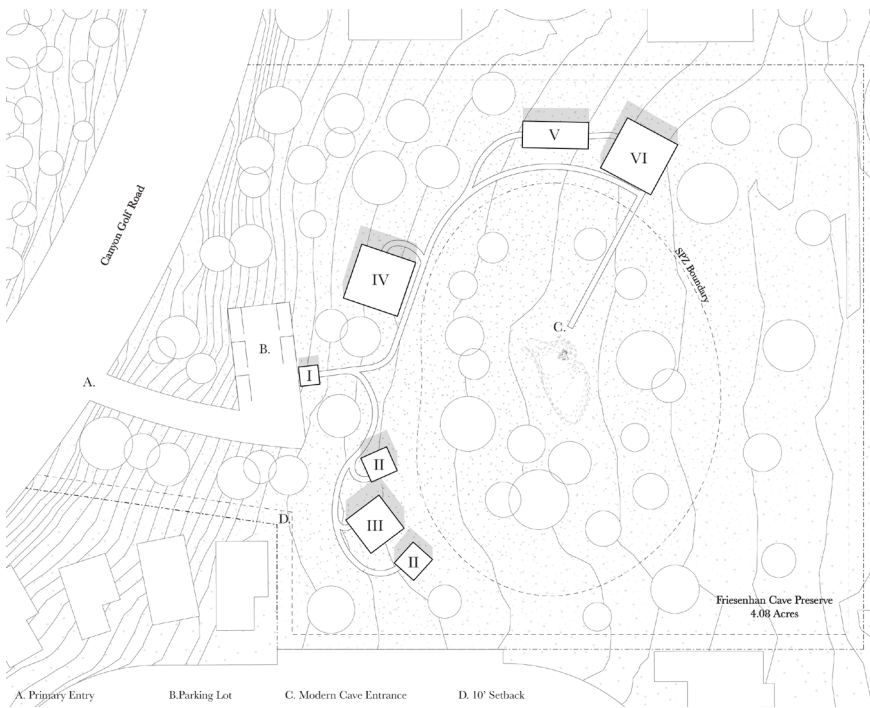 V
VI
Canyon Golf Road
SPZ Boundary
IV
C.
B.
I
A.
II
III
D.
II
Friesenhan Cave Preserve
4.08 Acres
A. Primary Entry
B.Parking Lot
C. Modern Cave Entrance
D. 10' Setback